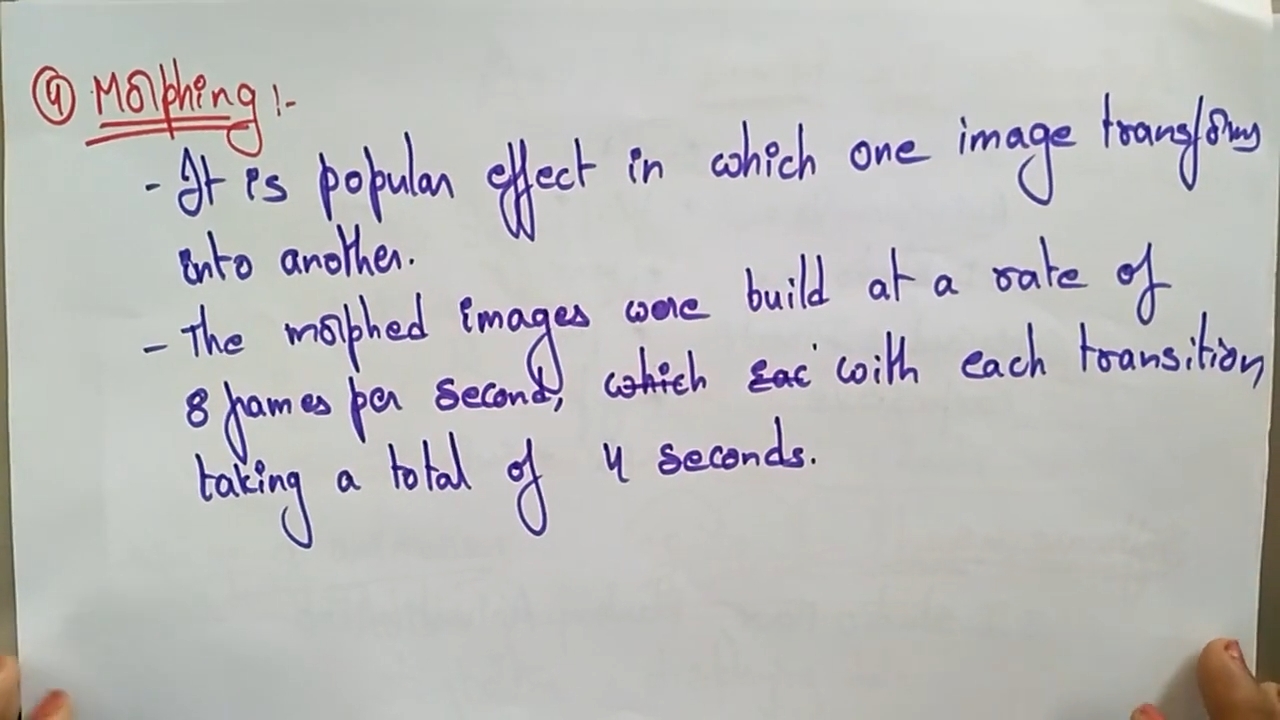 ④ Morphing :-
- It is popular effect in which one image transforms
into another.
- The morphed images were build at a rate of
8 frames per second, which eac with each transition
taking a total of 4 seconds.